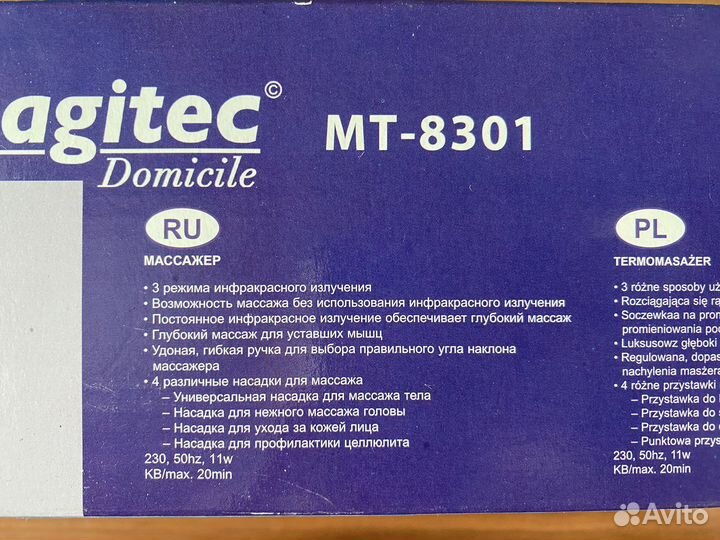 agitec©
MT-8301
Domicile
RU
МАССАЖЕР
• 3 режима инфракрасного излучения
• Возможность массажа без использования инфракрасного излучения
• Постоянное инфракрасное излучение обеспечивает глубокий массаж
• Глубокий массаж для уставших мышц
• Удоная, гибкая ручка для выбора правильного угла наклона
массажера
• 4 различные насадки для массажа
– Универсальная насадка для массажа тела
– Насадка для нежного массажа головы
– Насадка для ухода за кожей лица
– Насадка для профилактики целлюлита
230, 50hz, 11w
KB/max. 20min
PL
TERMOMASAŻER
• 3 różne sposoby
• Rozciągająca się
• Soczewkaa na
promieniowania
• Luksusowz głęboki
• Regulowana,
nachylenia
• 4 różne przystawki
– Przystawka do
– Przystawka do
– Przystawka do
– Punktowa
230, 50hz, 11w
KB/max. 20min
Avito